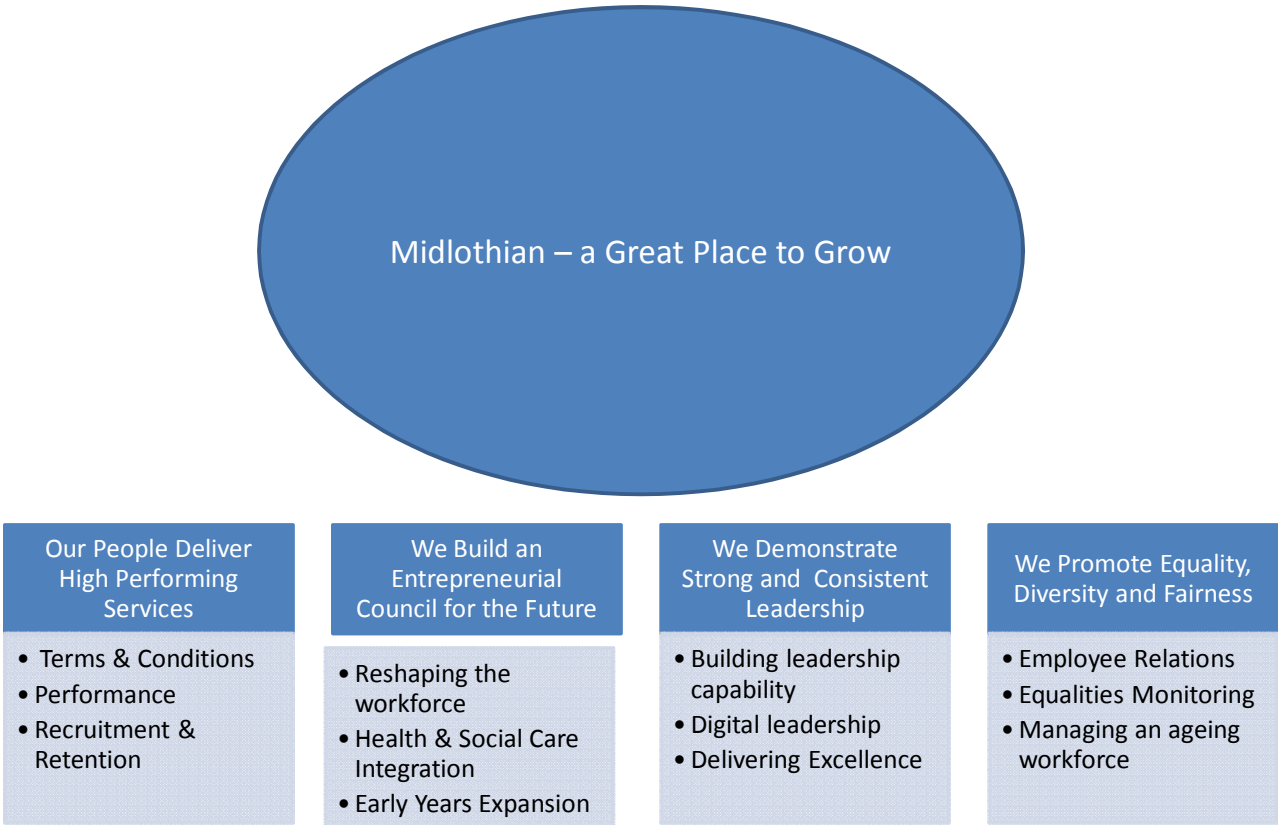 Midlothian – a Great Place to Grow
Our People Deliver
High Performing
Services
• Terms & Conditions
• Performance
• Recruitment &
Retention
We Build an
Entrepreneurial
Council for the Future
• Reshaping the
workforce
• Health & Social Care
Integration
• Early Years Expansion
We Demonstrate
Strong and Consistent
Leadership
• Building leadership
capability
• Digital leadership
• Delivering Excellence
We Promote Equality,
Diversity and Fairness
• Employee Relations
• Equalities Monitoring
• Managing an ageing
workforce